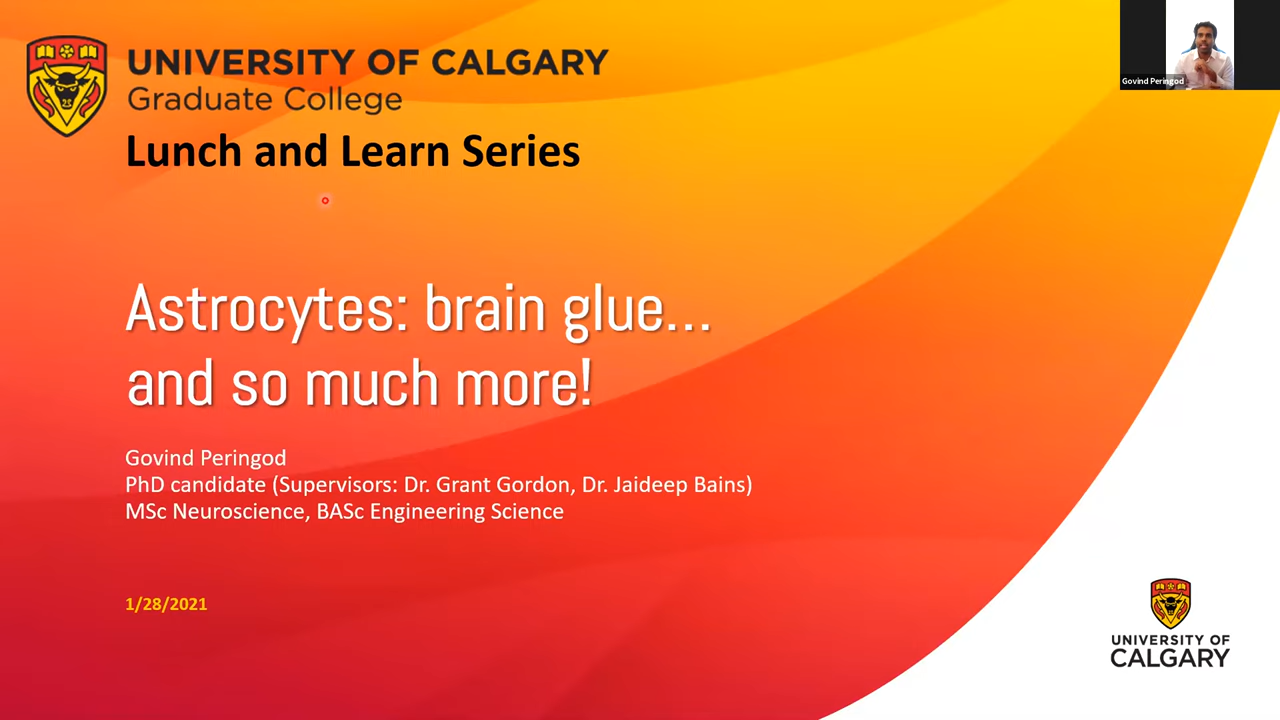 UNIVERSITY OF CALGARY
Graduate College
Lunch and Learn Series
Govind Peringod
Astrocytes: brain glue...
and so much more!
Govind Peringod
PhD candidate (Supervisors: Dr. Grant Gordon, Dr. Jaideep Bains)
MSc Neuroscience, BASc Engineering Science
1/28/2021
UNIVERSITY OF
CALGARY